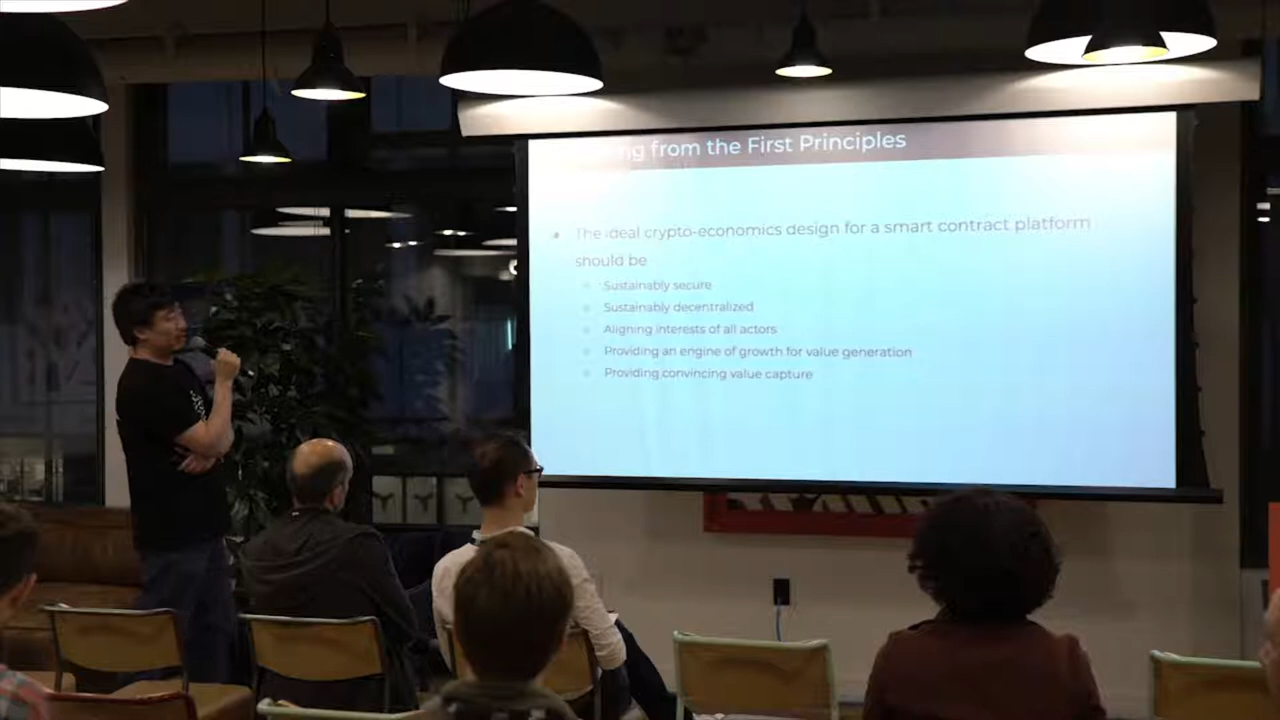 from the First Principles
The ideal crypto-economics design for a smart contract platform
should be
Sustainably secure
Sustainably decentralized
Aligning interests of all actors
Providing an engine of growth for value generation
Providing convincing value capture